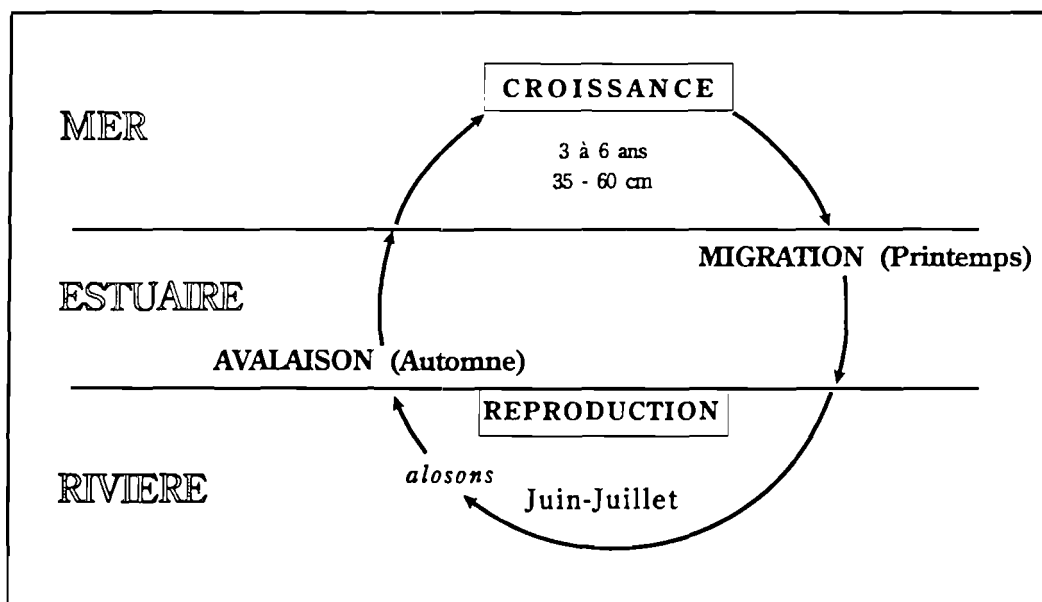 CROISSANCE
MER
3 à 6 ans
35 - 60 cm
MIGRATION (Printemps)
ESTUAIRE
AVALAISON (Automne)
REPRODUCTION
alosons
RIVIERE
Juin-Juillet